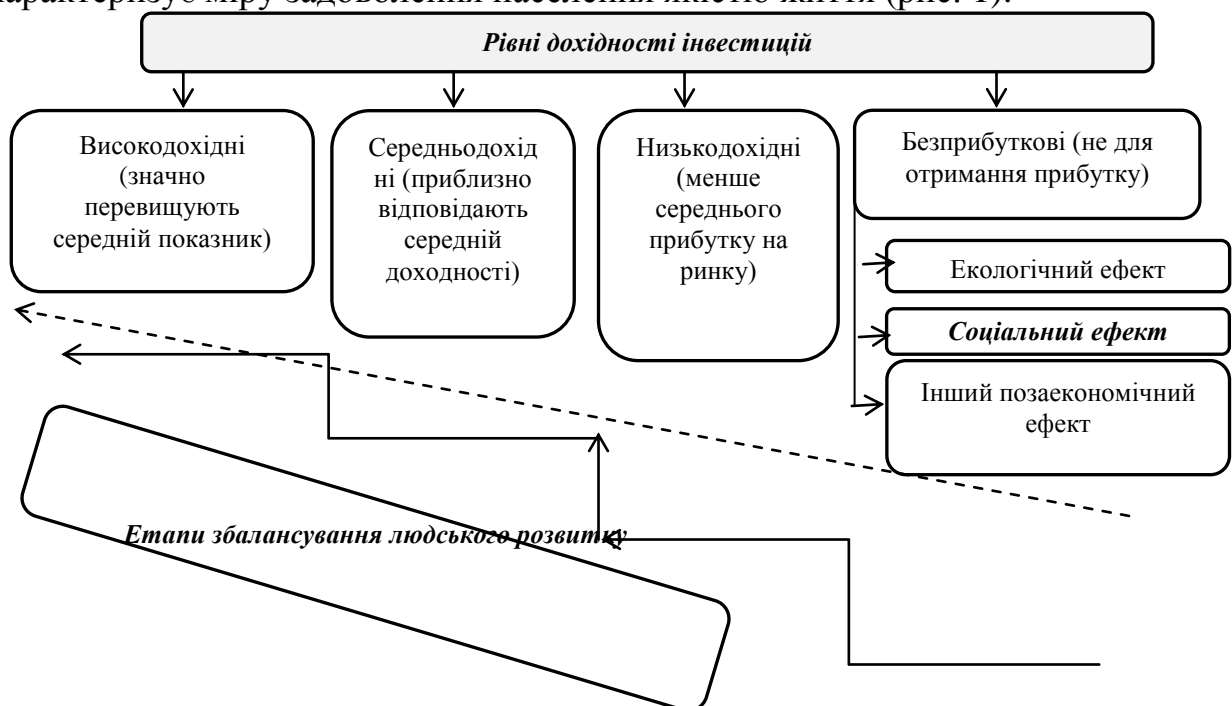 характеризує міру задоволення населення якістю життя (рис. 1).
Рівні дохідності інвестицій
Високодохідні
(значно
перевищують
середній показник)
Середньодохід
ні (приблизно
відповідають
середній
доходності)
Низькодохідні
(менше
середнього
прибутку на
ринку)
Безприбуткові (не для
отримання прибутку)
Екологічний ефект
Соціальний ефект
Інший позаекономічний
ефект
Етапи збалансування людського розвитку